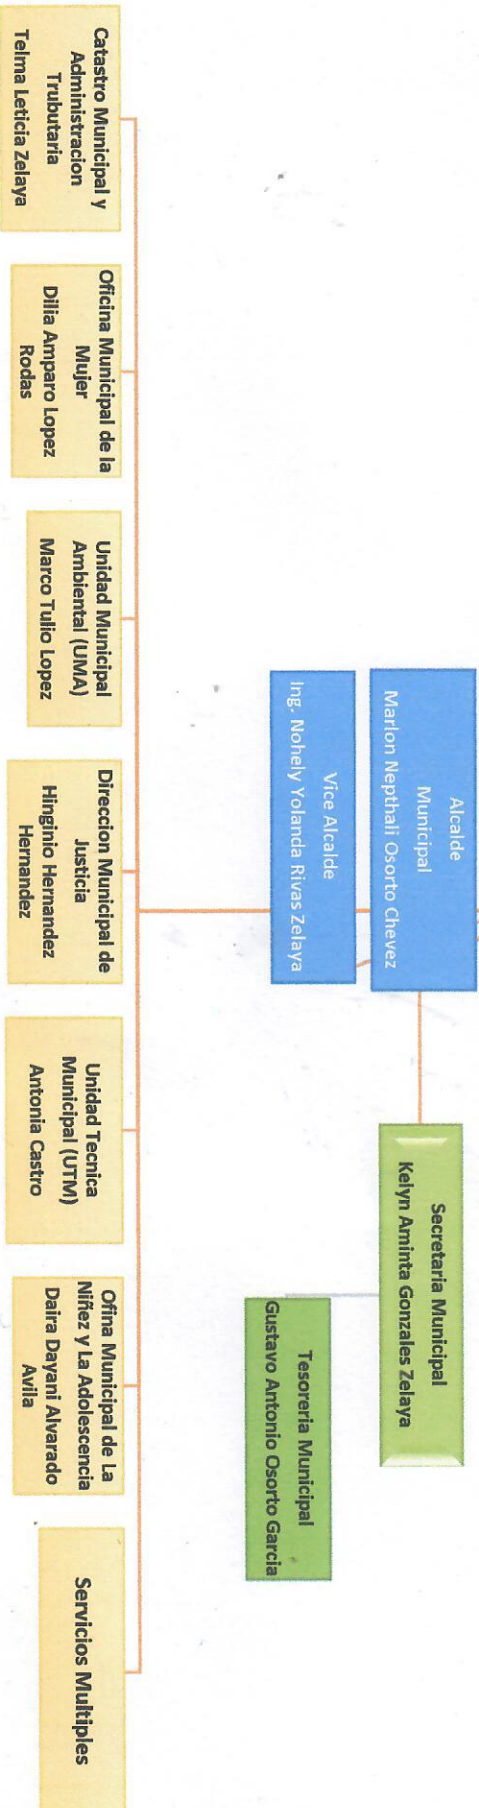 Alcalde
Municipal
Marlon Nepthali Osorto Chevez
Vice Alcalde
Ing. Nohely Yolanda Rivas Zelaya
Secretaria Municipal
Kelyn Aminta Gonzales Zelaya
Tesoreria Municipal
Gustavo Antonio Osorto Garcia
Catastro Municipal y
Administracion
Trubutaria
Telma Leticia Zelaya
Oficina Municipal de la
Mujer
Dilia Amparo Lopez
Rodas
Unidad Municipal
Ambiental (UMA)
Marco Tulio Lopez
Direccion Municipal de
Justicia
Hinginio Hernandez
Hernandez
Unidad Tecnica
Municipal (UTM)
Antonia Castro
Ofina Municipal de La
Niñez y La Adolescencia
Daira Dayani Alvarado
Avila
Servicios Multiples